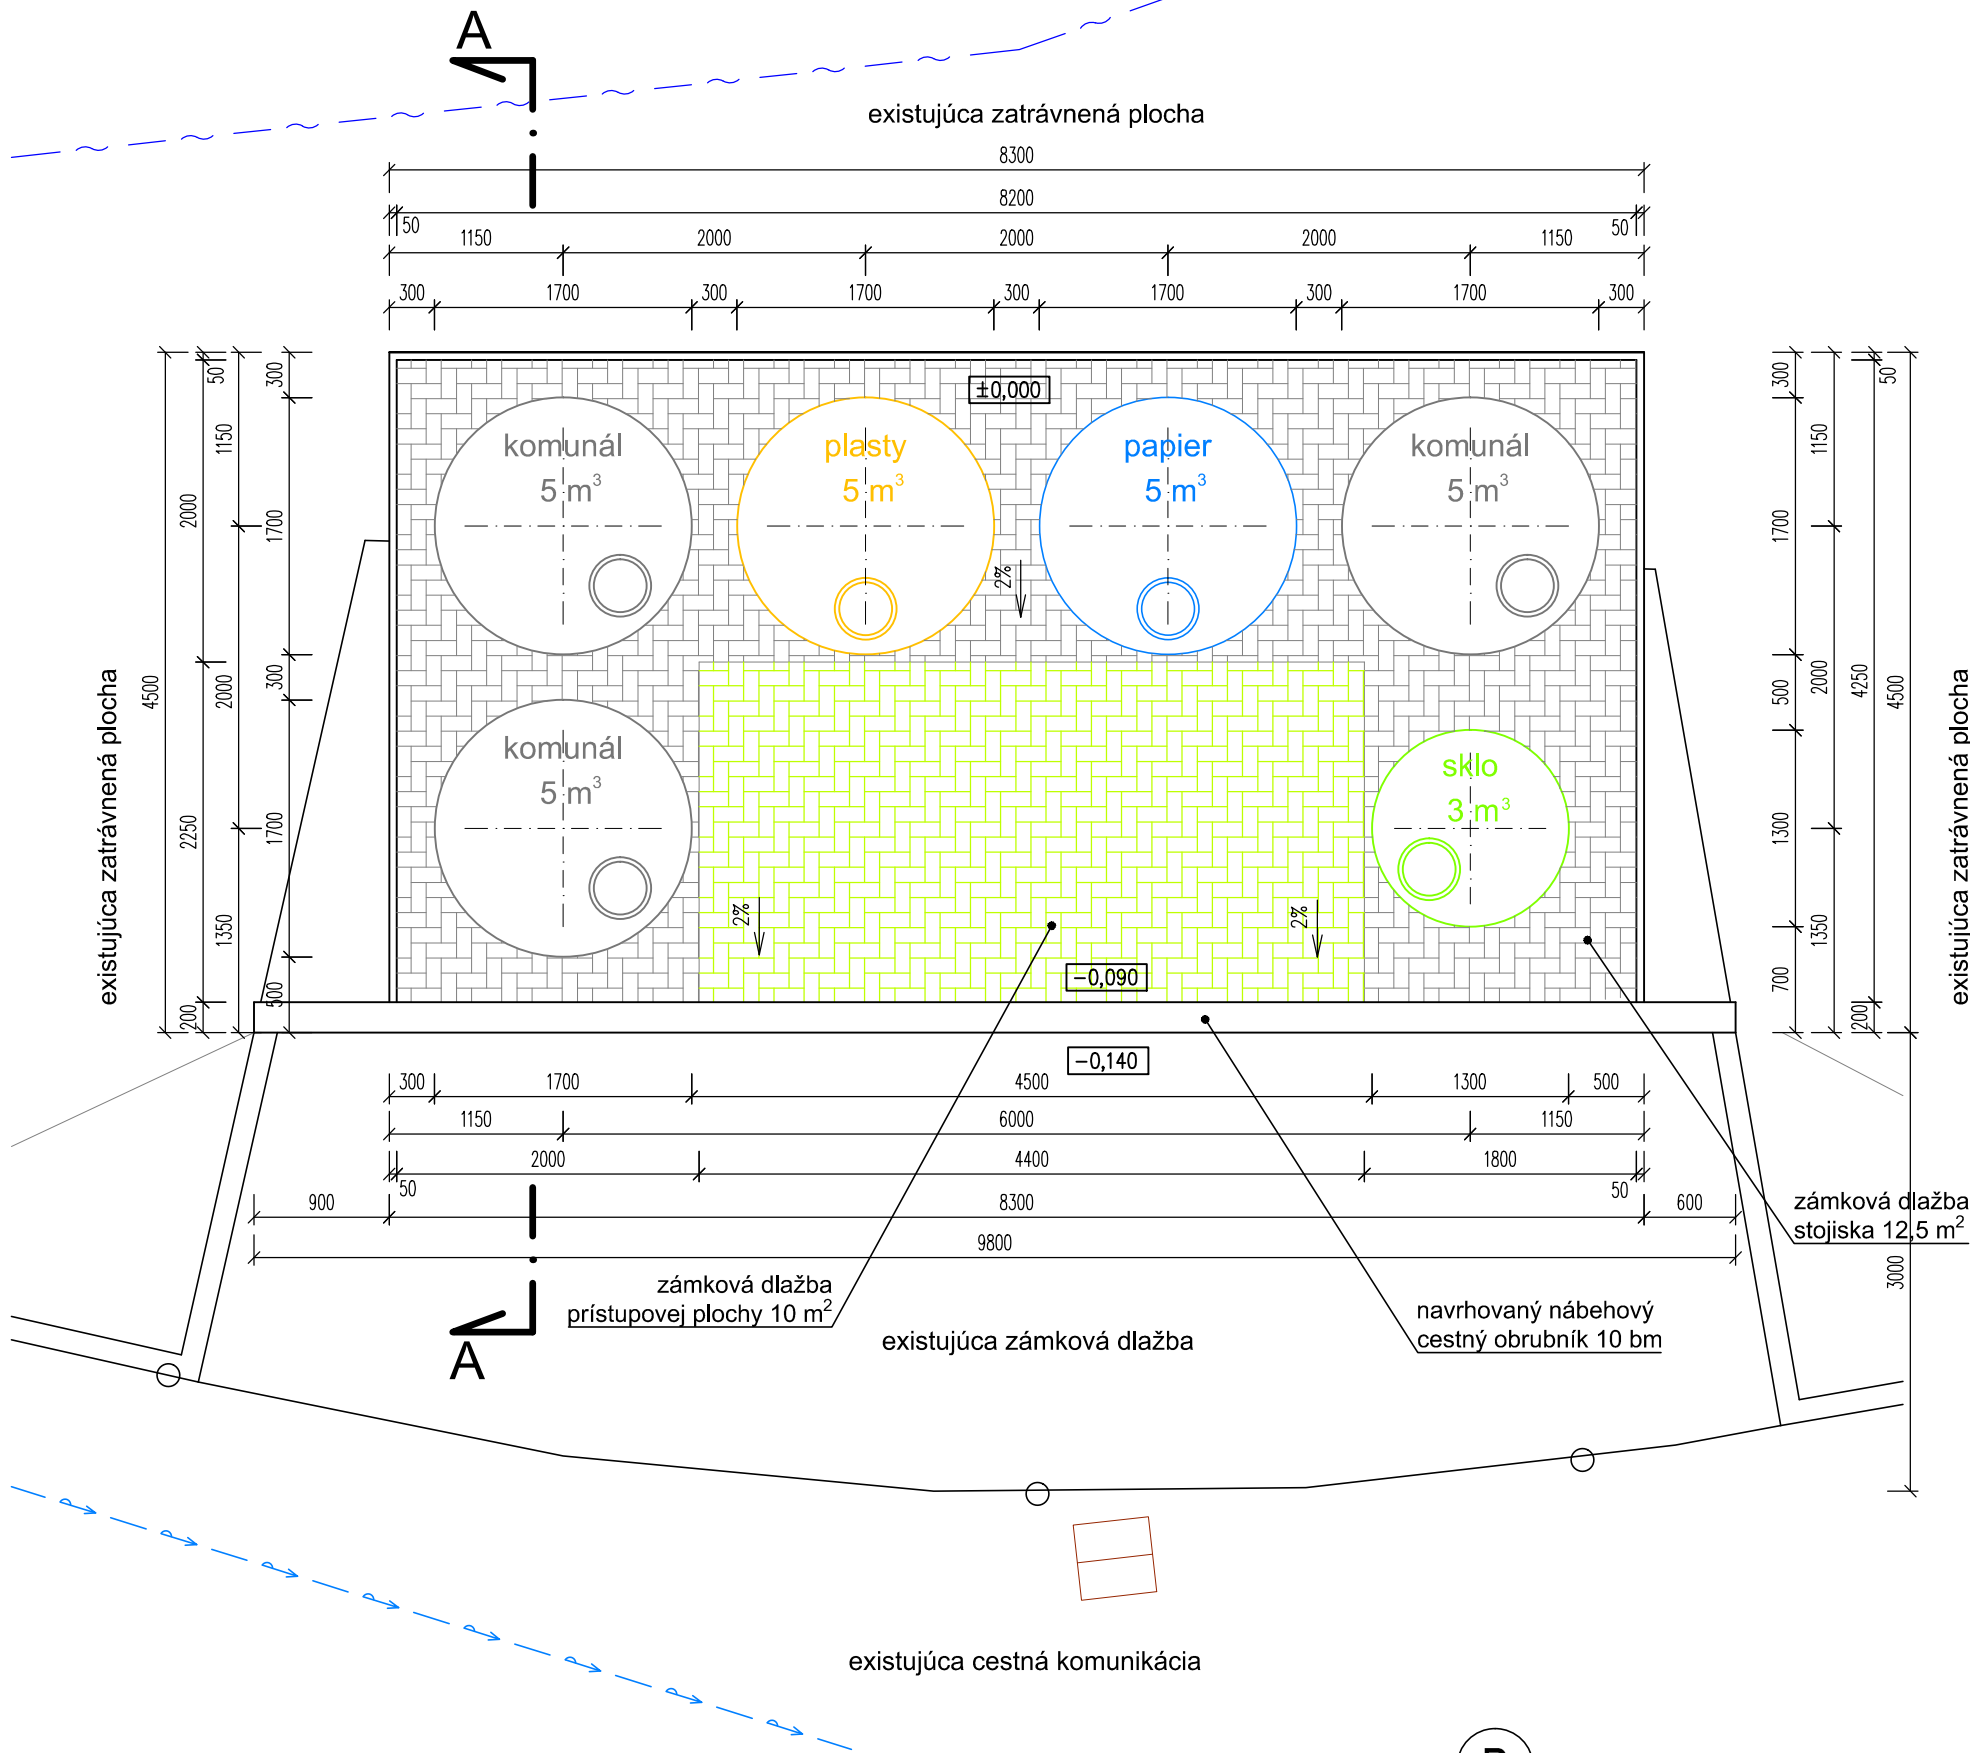 A
existujúca zatrávnená plocha
8300
8200
50
50
1150
2000
2000
2000
1150
300
1700
300
1700
300
1700
300
1700
300
±0,000
komunál
5 m³
plasty
5 m³
papier
5 m³
komunál
5 m³
2%
komunál
5 m³
sklo
3 m³
2%
2%
-0,090
-0,140
existujúca zatrávnená plocha
4500
50
2000
2250
200
1150
2000
1350
300
1700
300
1700
500
300
1700
500
1300
700
1150
2000
1350
50
4250
200
4500
3000
existujúca zatrávnená plocha
300
1700
4500
1300
500
1150
6000
1150
2000
4400
1800
50
50
900
8300
600
9800
zámková dlažba
stojiska 12,5 m²
zámková dlažba
prístupovej plochy 10 m²
navrhovaný nábehový
cestný obrubník 10 bm
existujúca zámková dlažba
A
existujúca cestná komunikácia